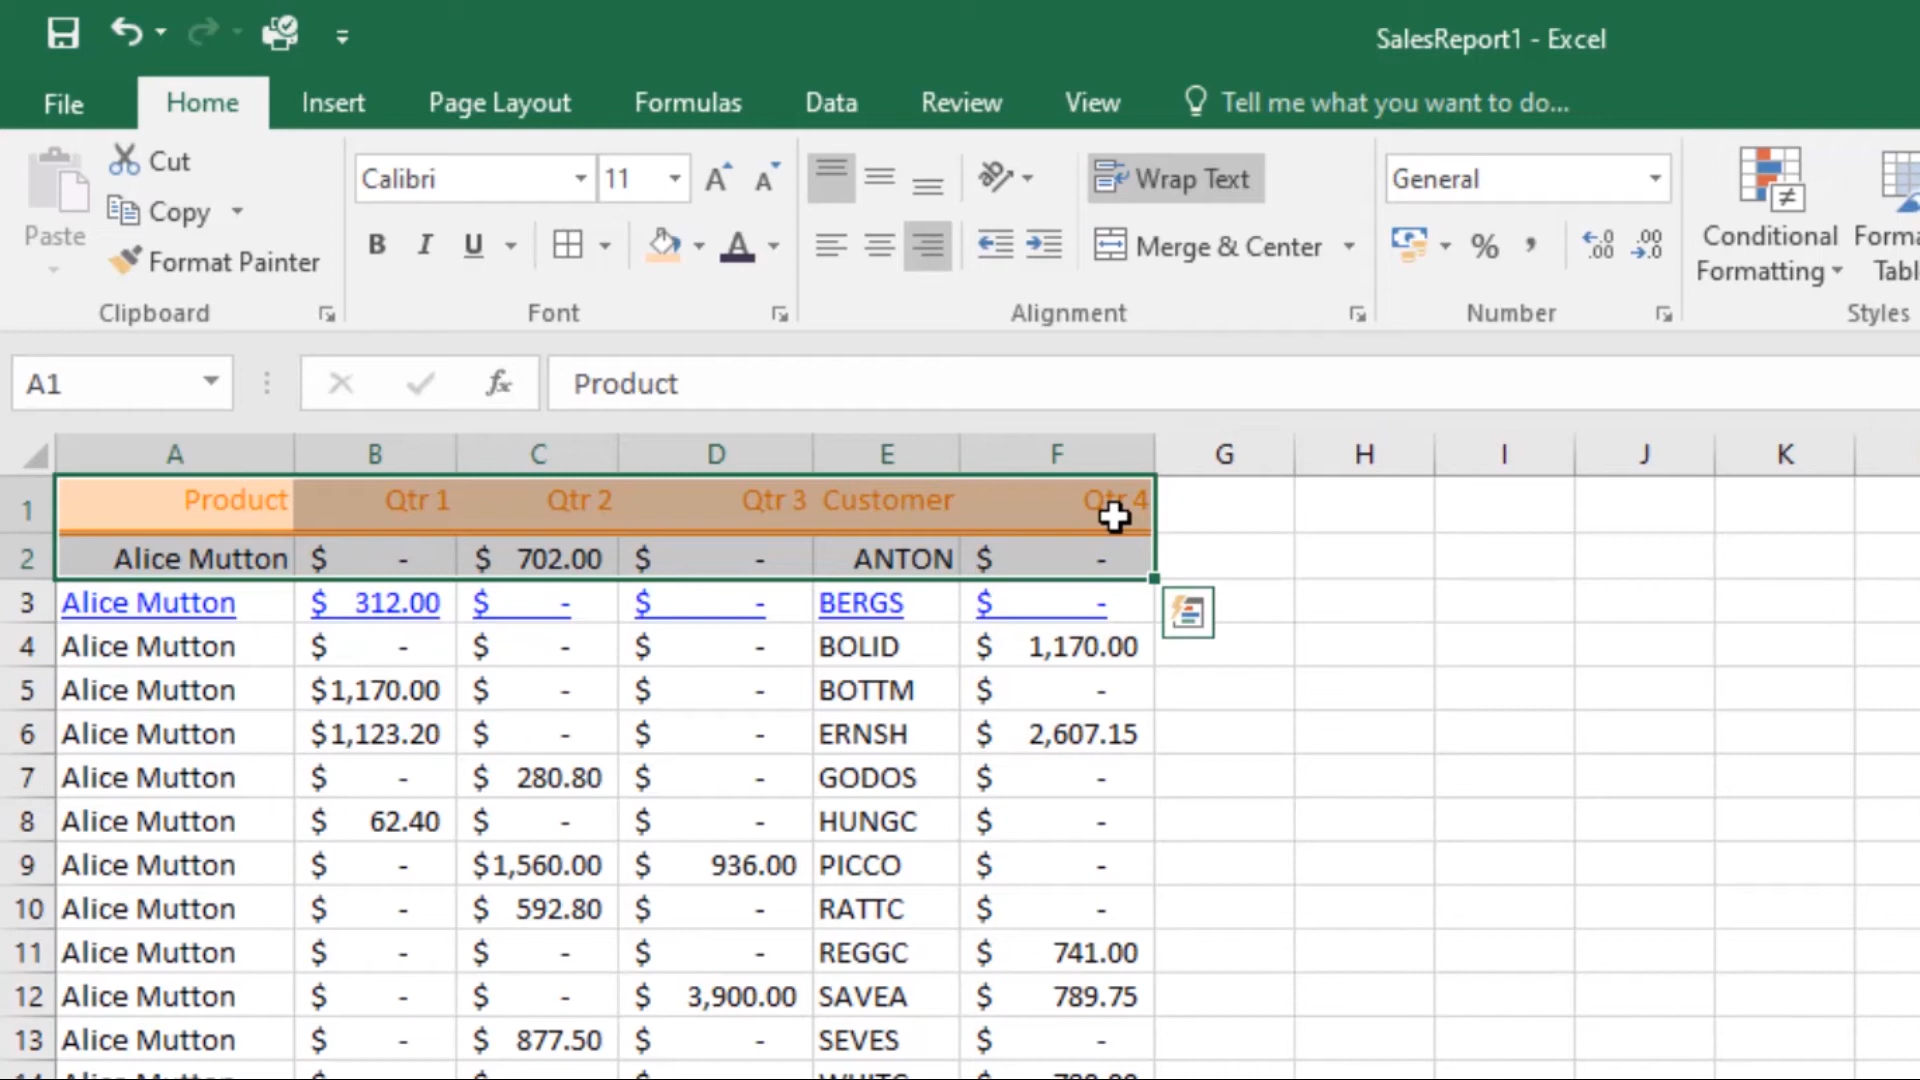 SalesReport1 - Excel
File Home Insert Page Layout Formulas Data Review View Tell me what you want to do...
Paste
Cut
Copy
Format Painter
Clipboard
Calibri 11
B I U
Font
Wrap Text
Merge & Center
Alignment
General
% ,
Number
Conditional
Formatting
Styles
A1 fx Product
A B C D E F G H I J K
1 Product Qtr 1 Qtr 2 Qtr 3 Customer Qtr 4
2 Alice Mutton $ - $ 702.00 $ - ANTON $ -
3 Alice Mutton $ 312.00 $ - $ - BERGS $ -
4 Alice Mutton $ - $ - $ - BOLID $ 1,170.00
5 Alice Mutton $1,170.00 $ - $ - BOTTM $ -
6 Alice Mutton $1,123.20 $ - $ - ERNSH $ 2,607.15
7 Alice Mutton $ - $ 280.80 $ - GODOS $ -
8 Alice Mutton $ 62.40 $ - $ - HUNGC $ -
9 Alice Mutton $ - $1,560.00 $ 936.00 PICCO $ -
10 Alice Mutton $ - $ 592.80 $ - RATTC $ -
11 Alice Mutton $ - $ - $ - REGGC $ 741.00
12 Alice Mutton $ - $ - $ 3,900.00 SAVEA $ 789.75
13 Alice Mutton $ - $ 877.50 $ - SEVES $ -